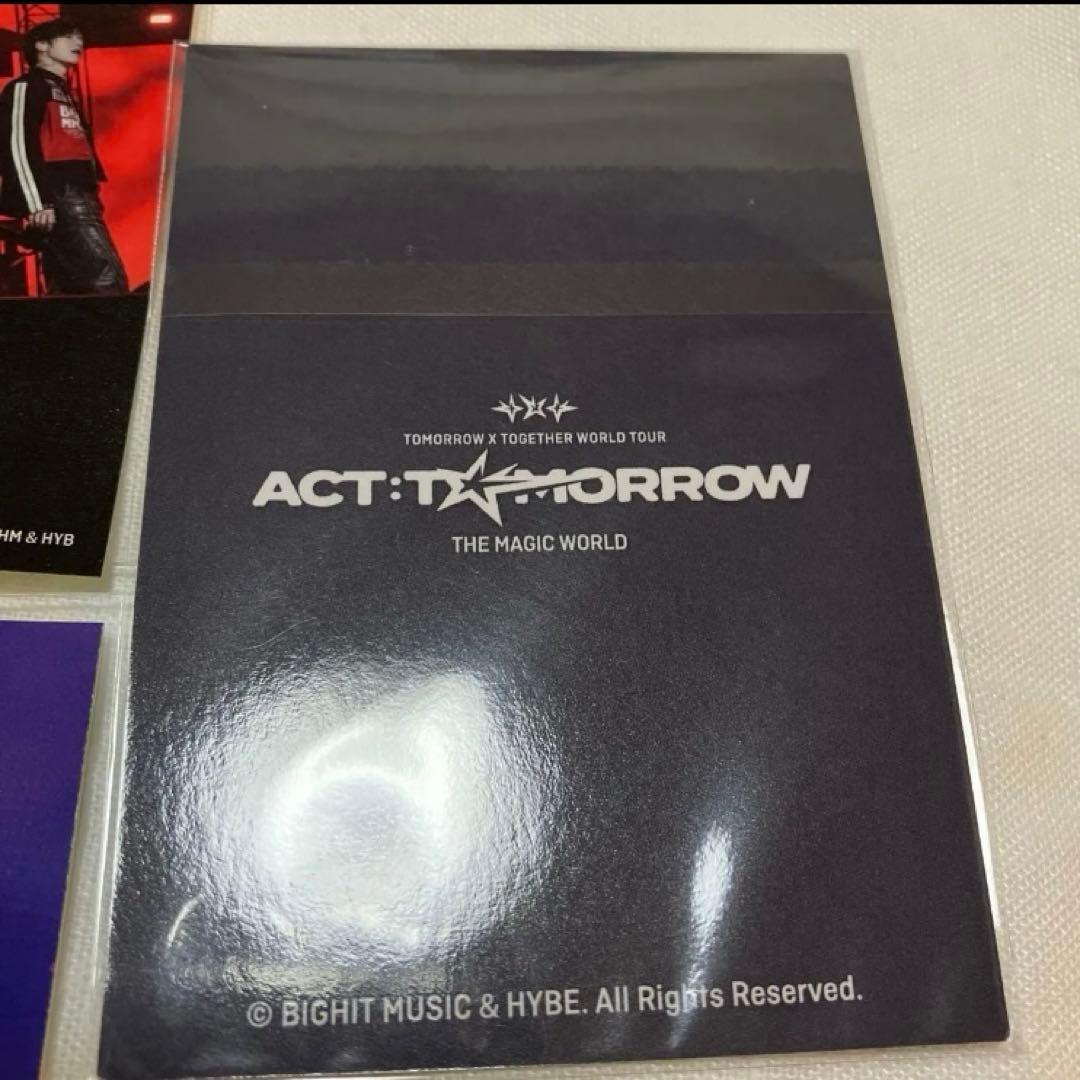 TOMORROW X TOGETHER WORLD TOUR
ACT:TOMORROW
THE MAGIC WORLD
© BIGHIT MUSIC & HYBE. All Rights Reserved.
HM & HYB